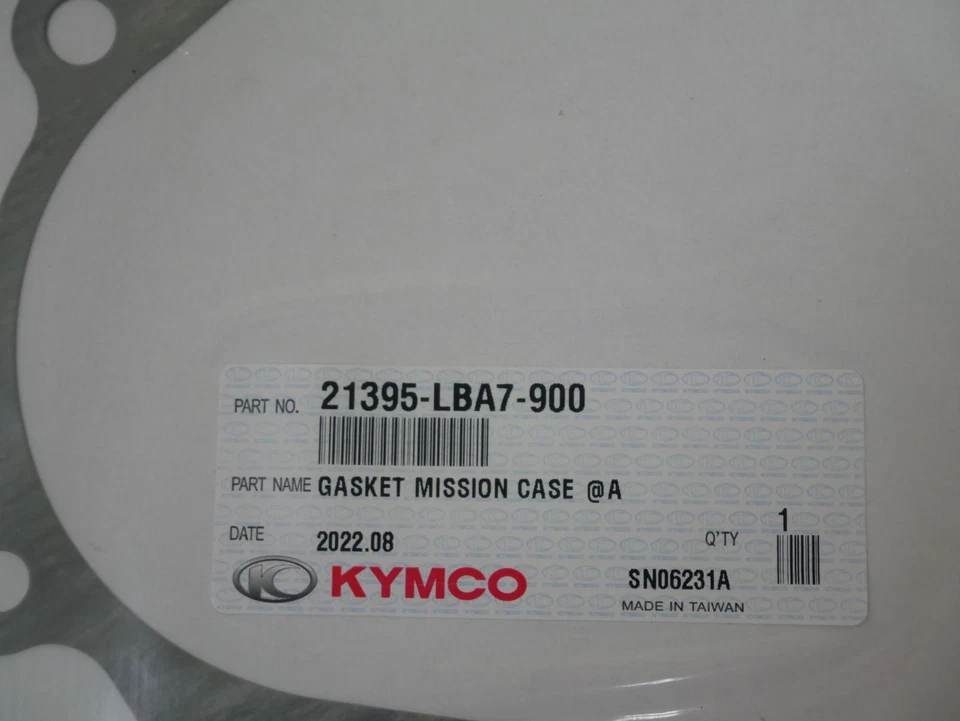 PART NO. 21395-LBA7-900
PART NAME GASKET MISSION CASE @A
DATE 2022.08 Q'TY 1
KYMCO SN06231A
MADE IN TAIWAN